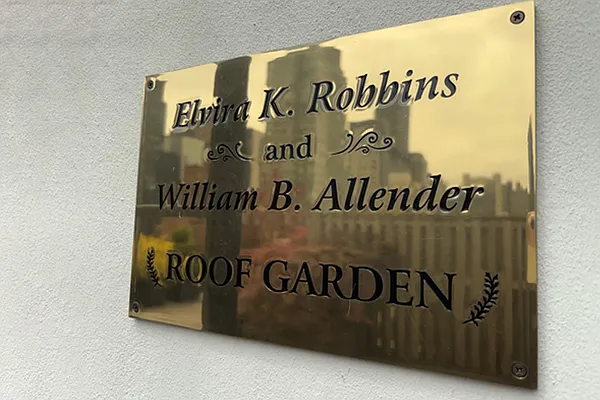 Elvira K. Robbins
and
William B. Allender
ROOF GARDEN